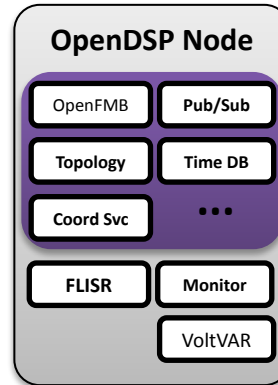 OpenDSP Node
OpenFMB Pub/Sub
Topology Time DB
Coord Svc ...
FLISR Monitor
VoltVAR